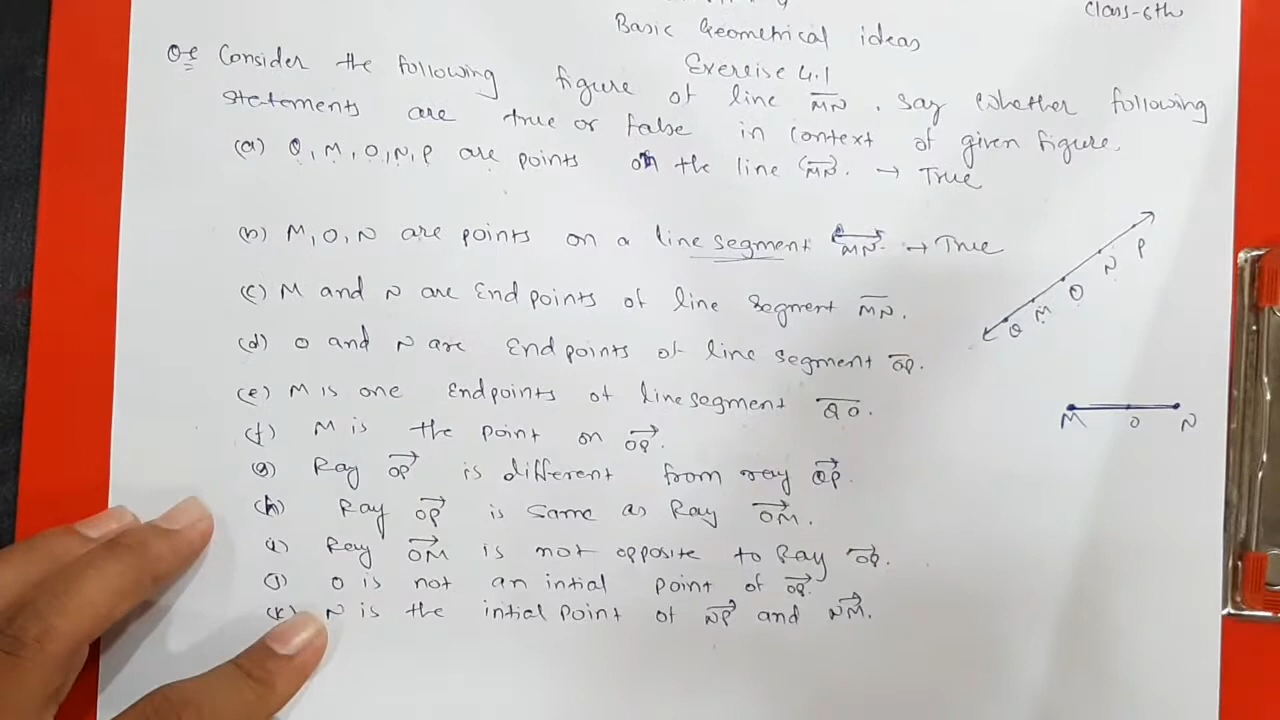 Class-6th
Basic Geometrical ideas
Exercise 4.1
Q6 Consider the following figure of line MN. Say whether following
statements are true or false in context of given figure.
(a) Q, M, O, N, P are points on the line (MN). → True
(b) M, O, N are points on a line segment MN. → True
(c) M and N are End points of line segment MN.
(d) O and N are End points of line segment OP.
(e) M is one Endpoints of line segment QO.
(f) M is the point on OP.
(g) Ray OP is different from ray QP.
(h) Ray OP is same as Ray OM.
(i) Ray OM is not opposite to Ray OP.
(j) O is not an intial point of OP.
(k) N is the intial point of NP and NM.
Q M O N P
M O N